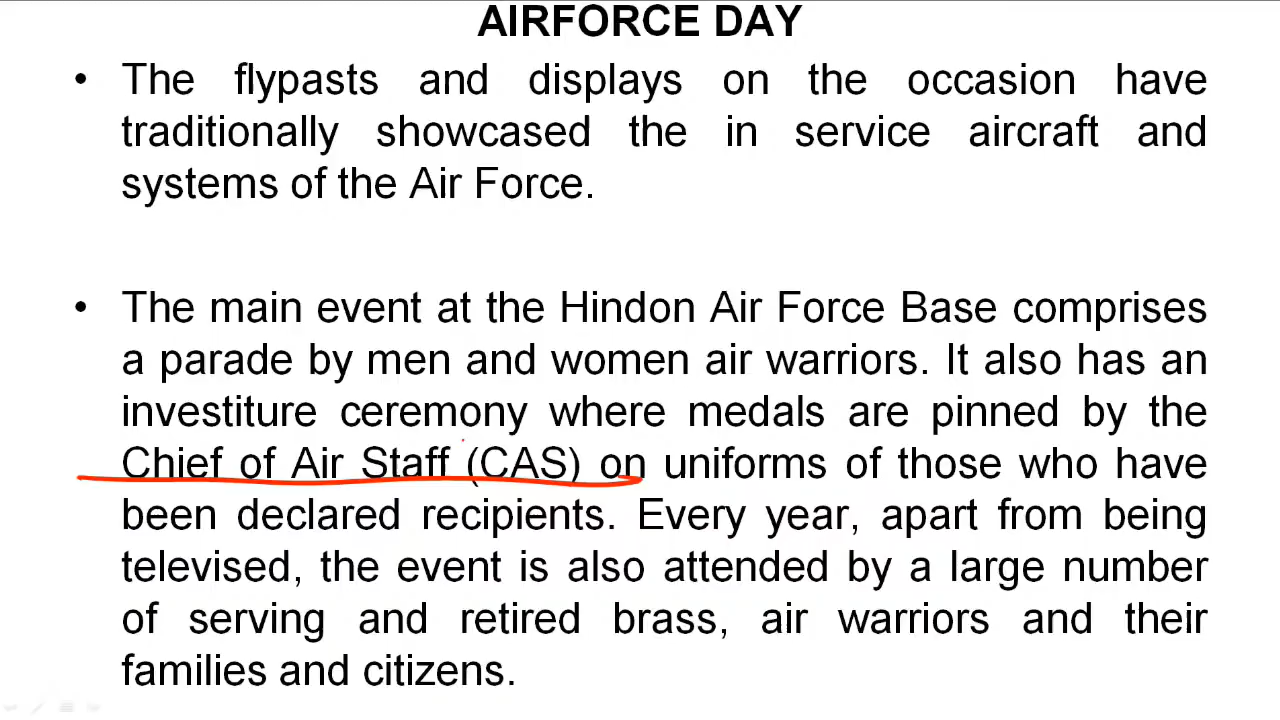 AIRFORCE DAY
• The flypasts and displays on the occasion have
traditionally showcased the in service aircraft and
systems of the Air Force.
• The main event at the Hindon Air Force Base comprises
a parade by men and women air warriors. It also has an
investiture ceremony where medals are pinned by the
Chief of Air Staff (CAS) on uniforms of those who have
been declared recipients. Every year, apart from being
televised, the event is also attended by a large number
of serving and retired brass, air warriors and their
families and citizens.